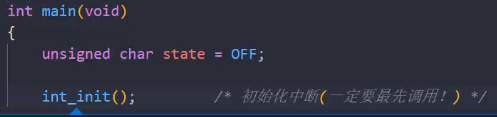 int main(void)
{
unsigned char state = OFF;
int_init(); /* 初始化中断(一定要最先调用！) */